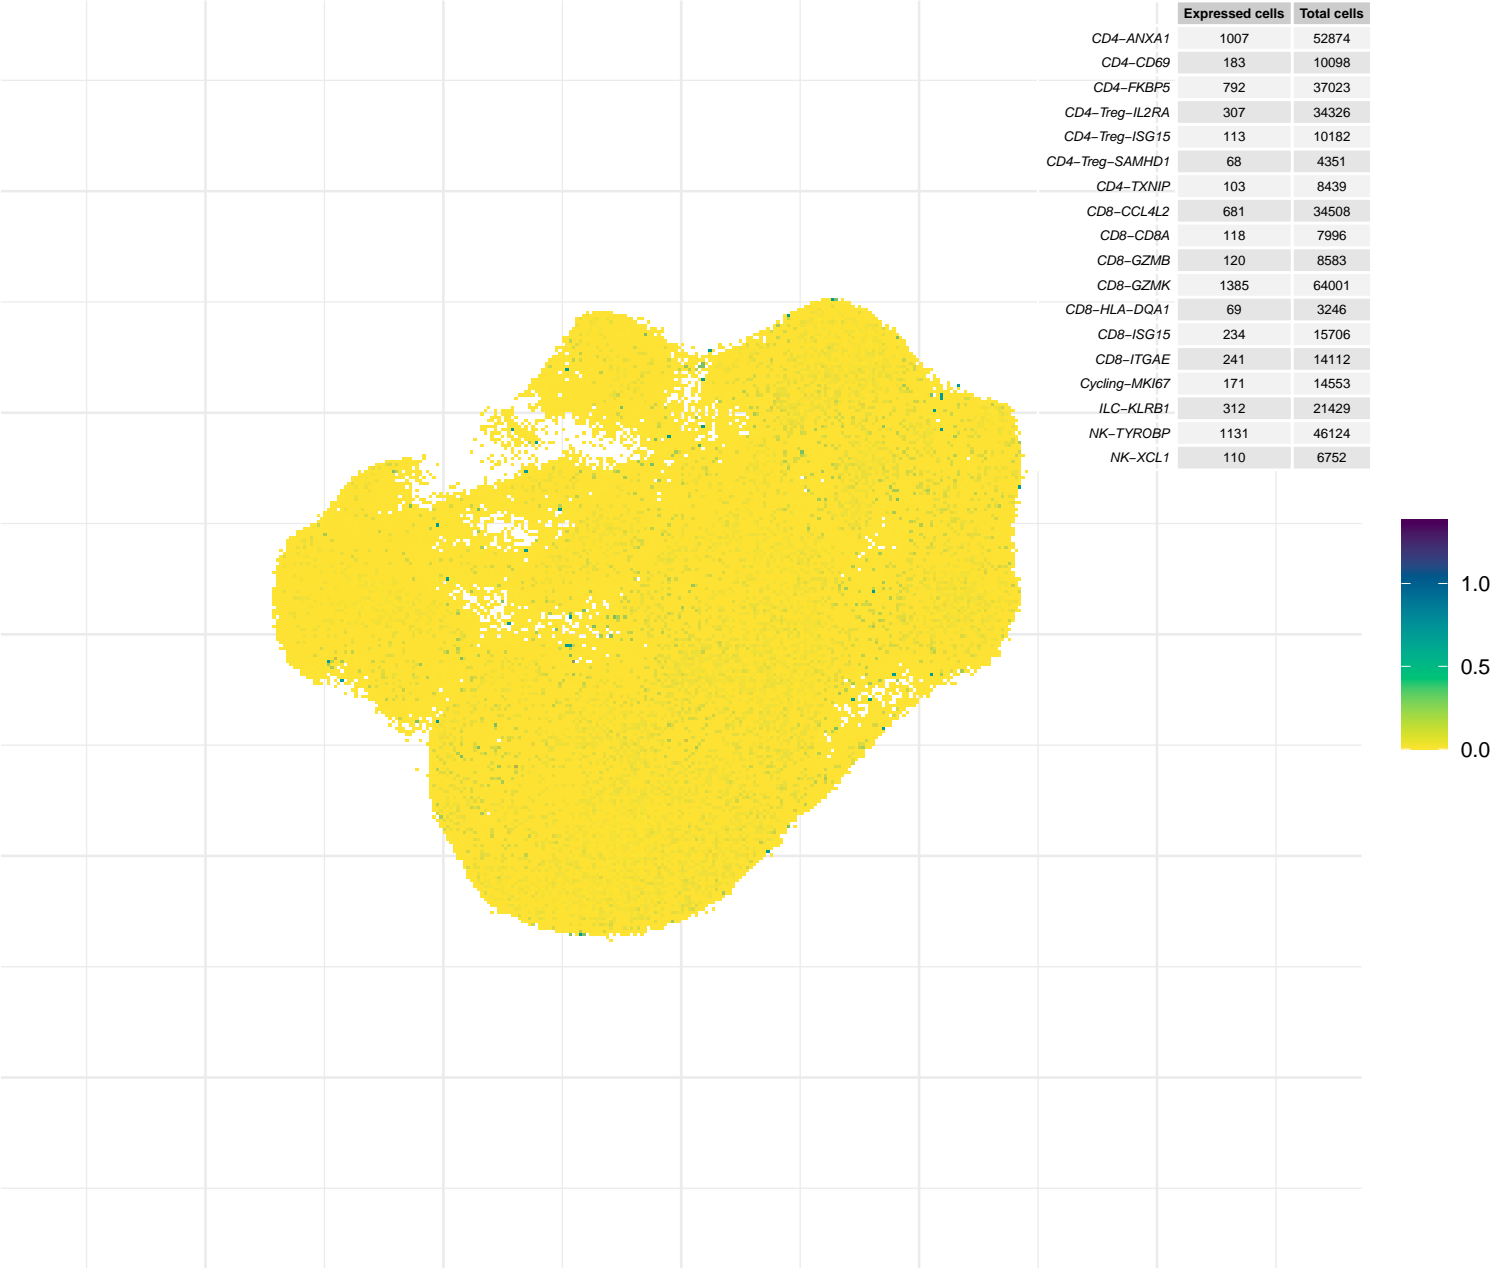 Expressed cells Total cells
CD4−ANXA1 1007 52874
CD4−CD69 183 10098
CD4−FKBP5 792 37023
CD4−Treg−IL2RA 307 34326
CD4−Treg−ISG15 113 10182
CD4−Treg−SAMHD1 68 4351
CD4−TXNIP 103 8439
CD8−CCL4L2 681 34508
CD8−CD8A 118 7996
CD8−GZMB 120 8583
CD8−GZMK 1385 64001
CD8−HLA−DQA1 69 3246
CD8−ISG15 234 15706
CD8−ITGAE 241 14112
Cycling−MKI67 171 14553
ILC−KLRB1 312 21429
NK−TYROBP 1131 46124
NK−XCL1 110 6752
1.0
0.5
0.0